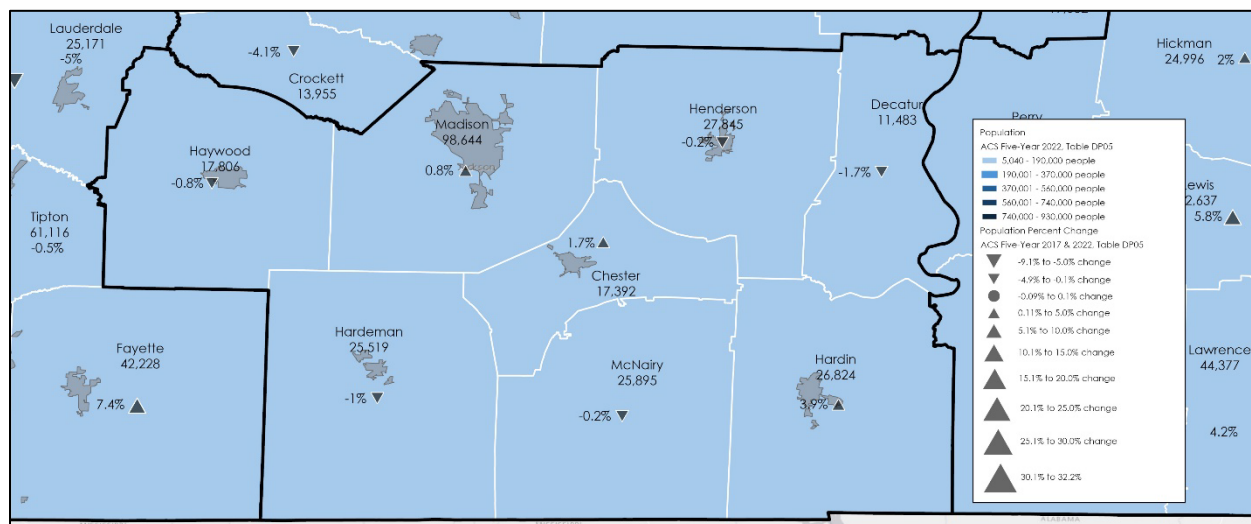 Lauderdale
25,171
-5%
-4.1%
Crockett
13,955
Hickman
24,996
2%
Madison
98,644
0.8%
Henderson
27,845
-0.2%
Decatur
11,483
-1.7%
Haywood
17,806
-0.8%
Tipton
61,116
-0.5%
Perry
Lewis
2,637
5.8%
1.7%
Chester
17,392
Fayette
42,228
7.4%
Hardeman
25,519
-1%
McNairy
25,895
-0.2%
Hardin
26,824
3.9%
Lawrence
44,377
4.2%
Population
ACS Five-Year 2022, Table DP05
5,040 - 190,000 people
190,001 - 370,000 people
370,001 - 560,000 people
560,001 - 740,000 people
740,000 - 930,000 people
Population Percent Change
ACS Five-Year 2017 & 2022, Table DP05
-9.1% to -5.0% change
-4.9% to -0.1% change
-0.09% to 0.1% change
0.11% to 5.0% change
5.1% to 10.0% change
10.1% to 15.0% change
15.1% to 20.0% change
20.1% to 25.0% change
25.1% to 30.0% change
30.1% to 32.2%
ALABAMA